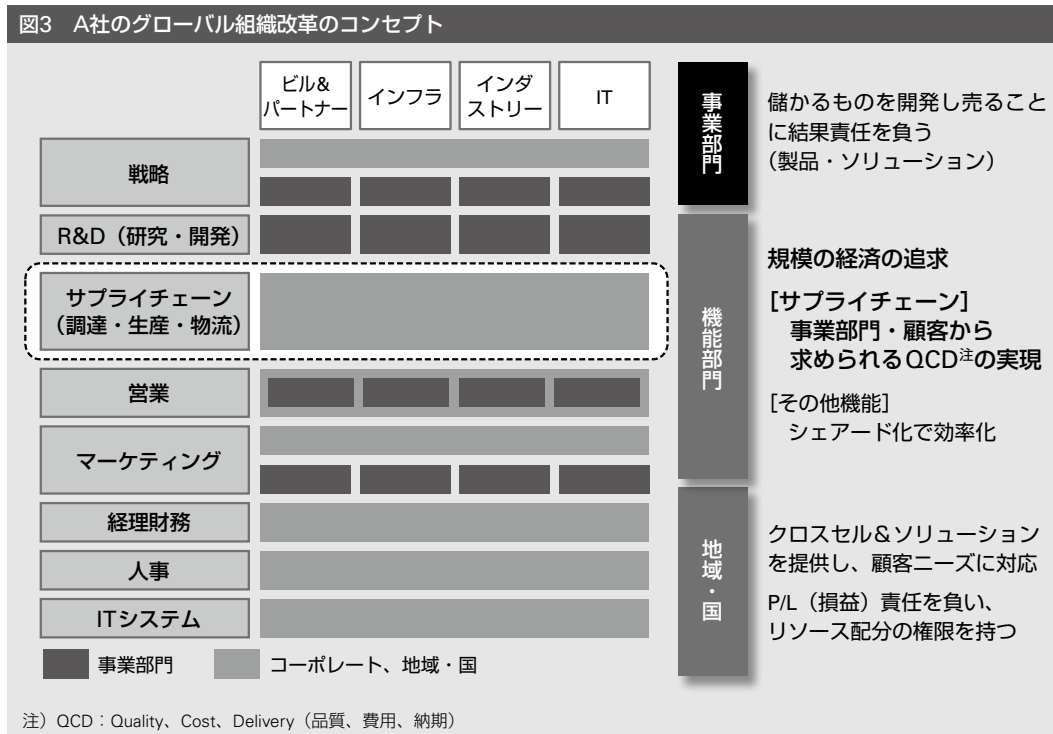 図3　A社のグローバル組織改革のコンセプト
ビル&
パートナー
インフラ
インダ
ストリー
IT
戦略
R&D（研究・開発）
サプライチェーン
（調達・生産・物流）
営業
マーケティング
経理財務
人事
ITシステム
事業部門
儲かるものを開発し売ること
に結果責任を負う
（製品・ソリューション）
機能部門
規模の経済の追求
[サプライチェーン]
事業部門・顧客から
求められるQCD注の実現
[その他機能]
シェアード化で効率化
地域・国
クロスセル&ソリューション
を提供し、顧客ニーズに対応
P/L（損益）責任を負い、
リソース配分の権限を持つ
事業部門
コーポレート、地域・国
注）QCD：Quality、Cost、Delivery（品質、費用、納期）